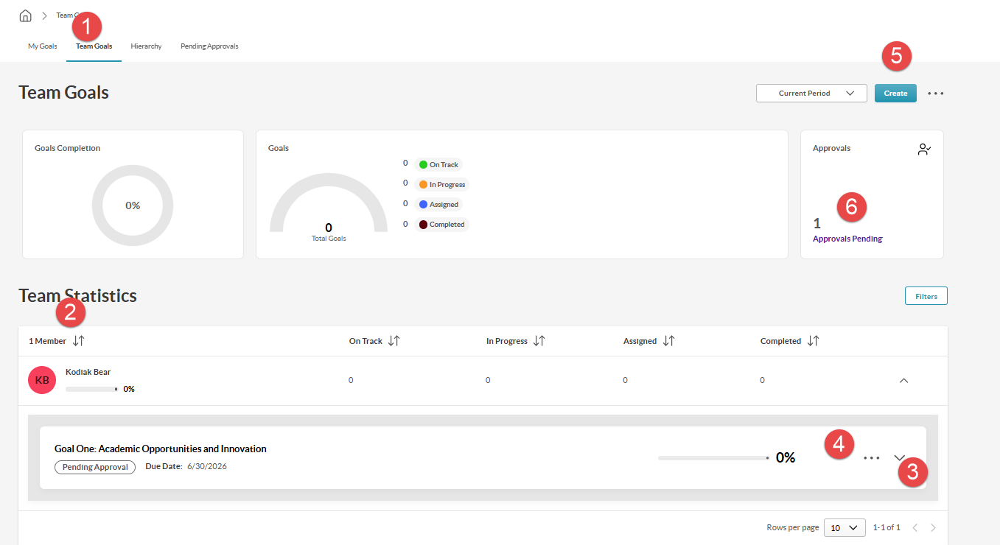 Team G
1
My Goals Team Goals Hierarchy Pending Approvals
5
Team Goals
Current Period Create
Goals Completion
0%
Goals
0 On Track
0 In Progress
0 Assigned
0 Completed
0
Total Goals
Approvals
6
1
Approvals Pending
Team Statistics
Filters
2
1 Member On Track In Progress Assigned Completed
KB Kodiak Bear
0%
0 0 0 0
Goal One: Academic Opportunities and Innovation
Pending Approval Due Date: 6/30/2026
0%
4
3
Rows per page 10 1-1 of 1